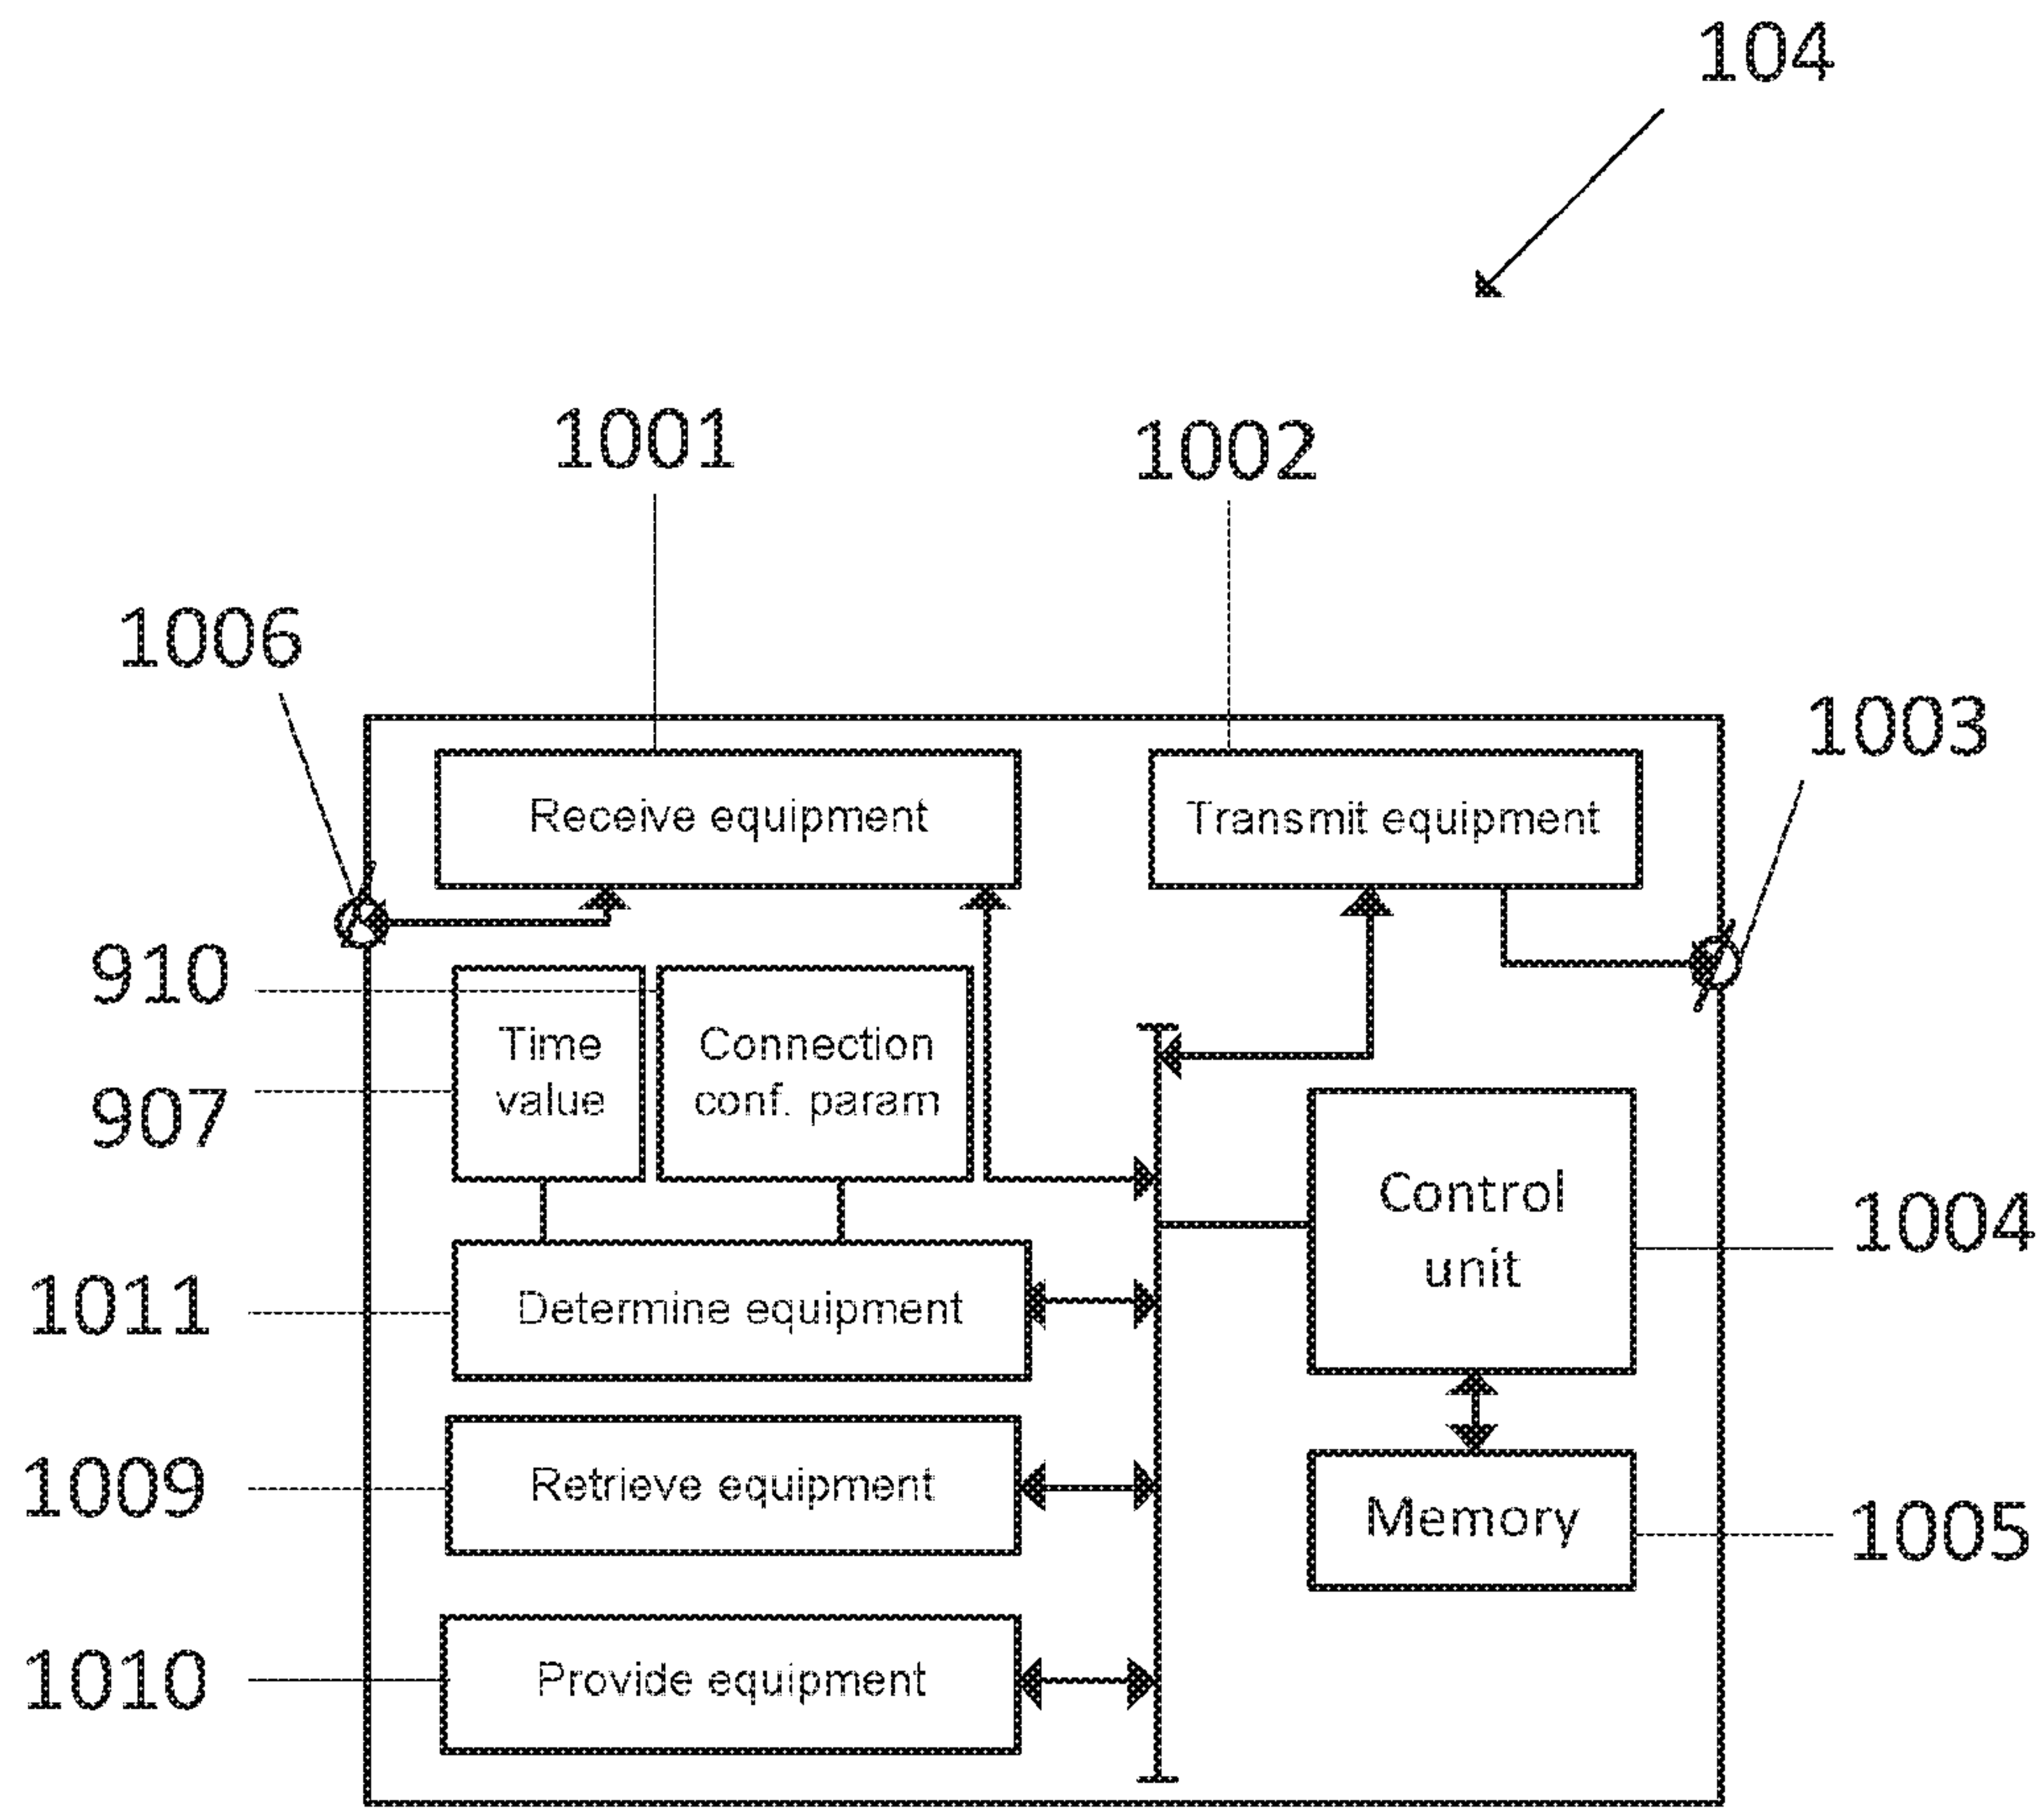 104
1001
1002
1006
1003
Receive equipment
Transmit equipment
910
Time
value
Connection
conf. param
907
Control
unit
1004
1011
Determine equipment
1009
Retrieve equipment
Memory
1005
1010
Provide equipment